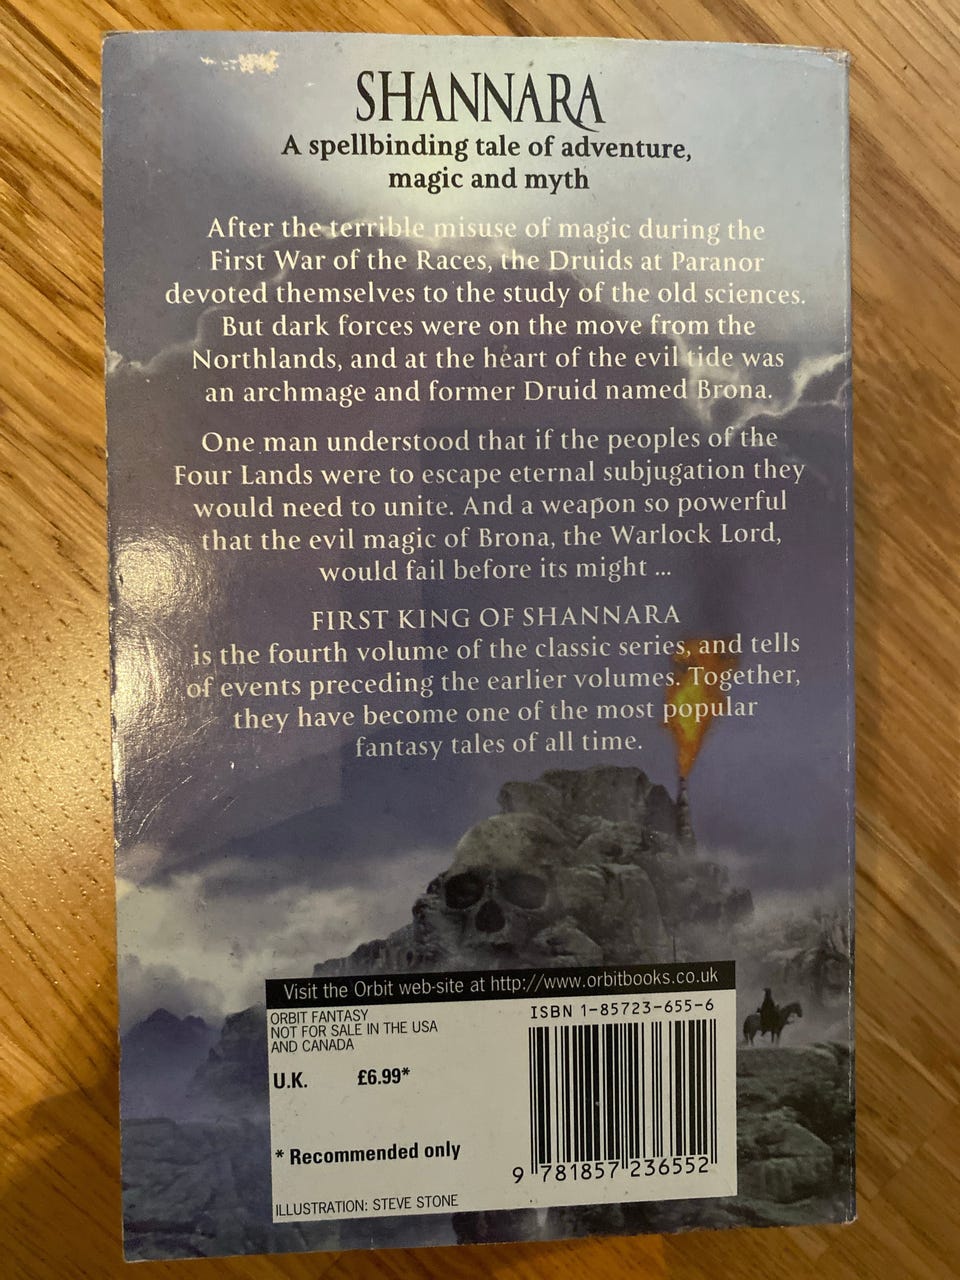 SHANNARA
A spellbinding tale of adventure,
magic and myth
After the terrible misuse of magic during the
First War of the Races, the Druids at Paranor
devoted themselves to the study of the old sciences.
But dark forces were on the move from the
Northlands, and at the heart of the evil tide was
an archmage and former Druid named Brona.
One man understood that if the peoples of the
Four Lands were to escape eternal subjugation they
would need to unite. And a weapon so powerful
that the evil magic of Brona, the Warlock Lord,
would fail before its might ...
FIRST KING OF SHANNARA
is the fourth volume of the classic series, and tells
of events preceding the earlier volumes. Together,
they have become one of the most popular
fantasy tales of all time.
Visit the Orbit web-site at http://www.orbitbooks.co.uk
ORBIT FANTASY
NOT FOR SALE IN THE USA
AND CANADA
U.K. £6.99*
* Recommended only
ILLUSTRATION: STEVE STONE
ISBN 1-85723-655-6
9 781857 236552